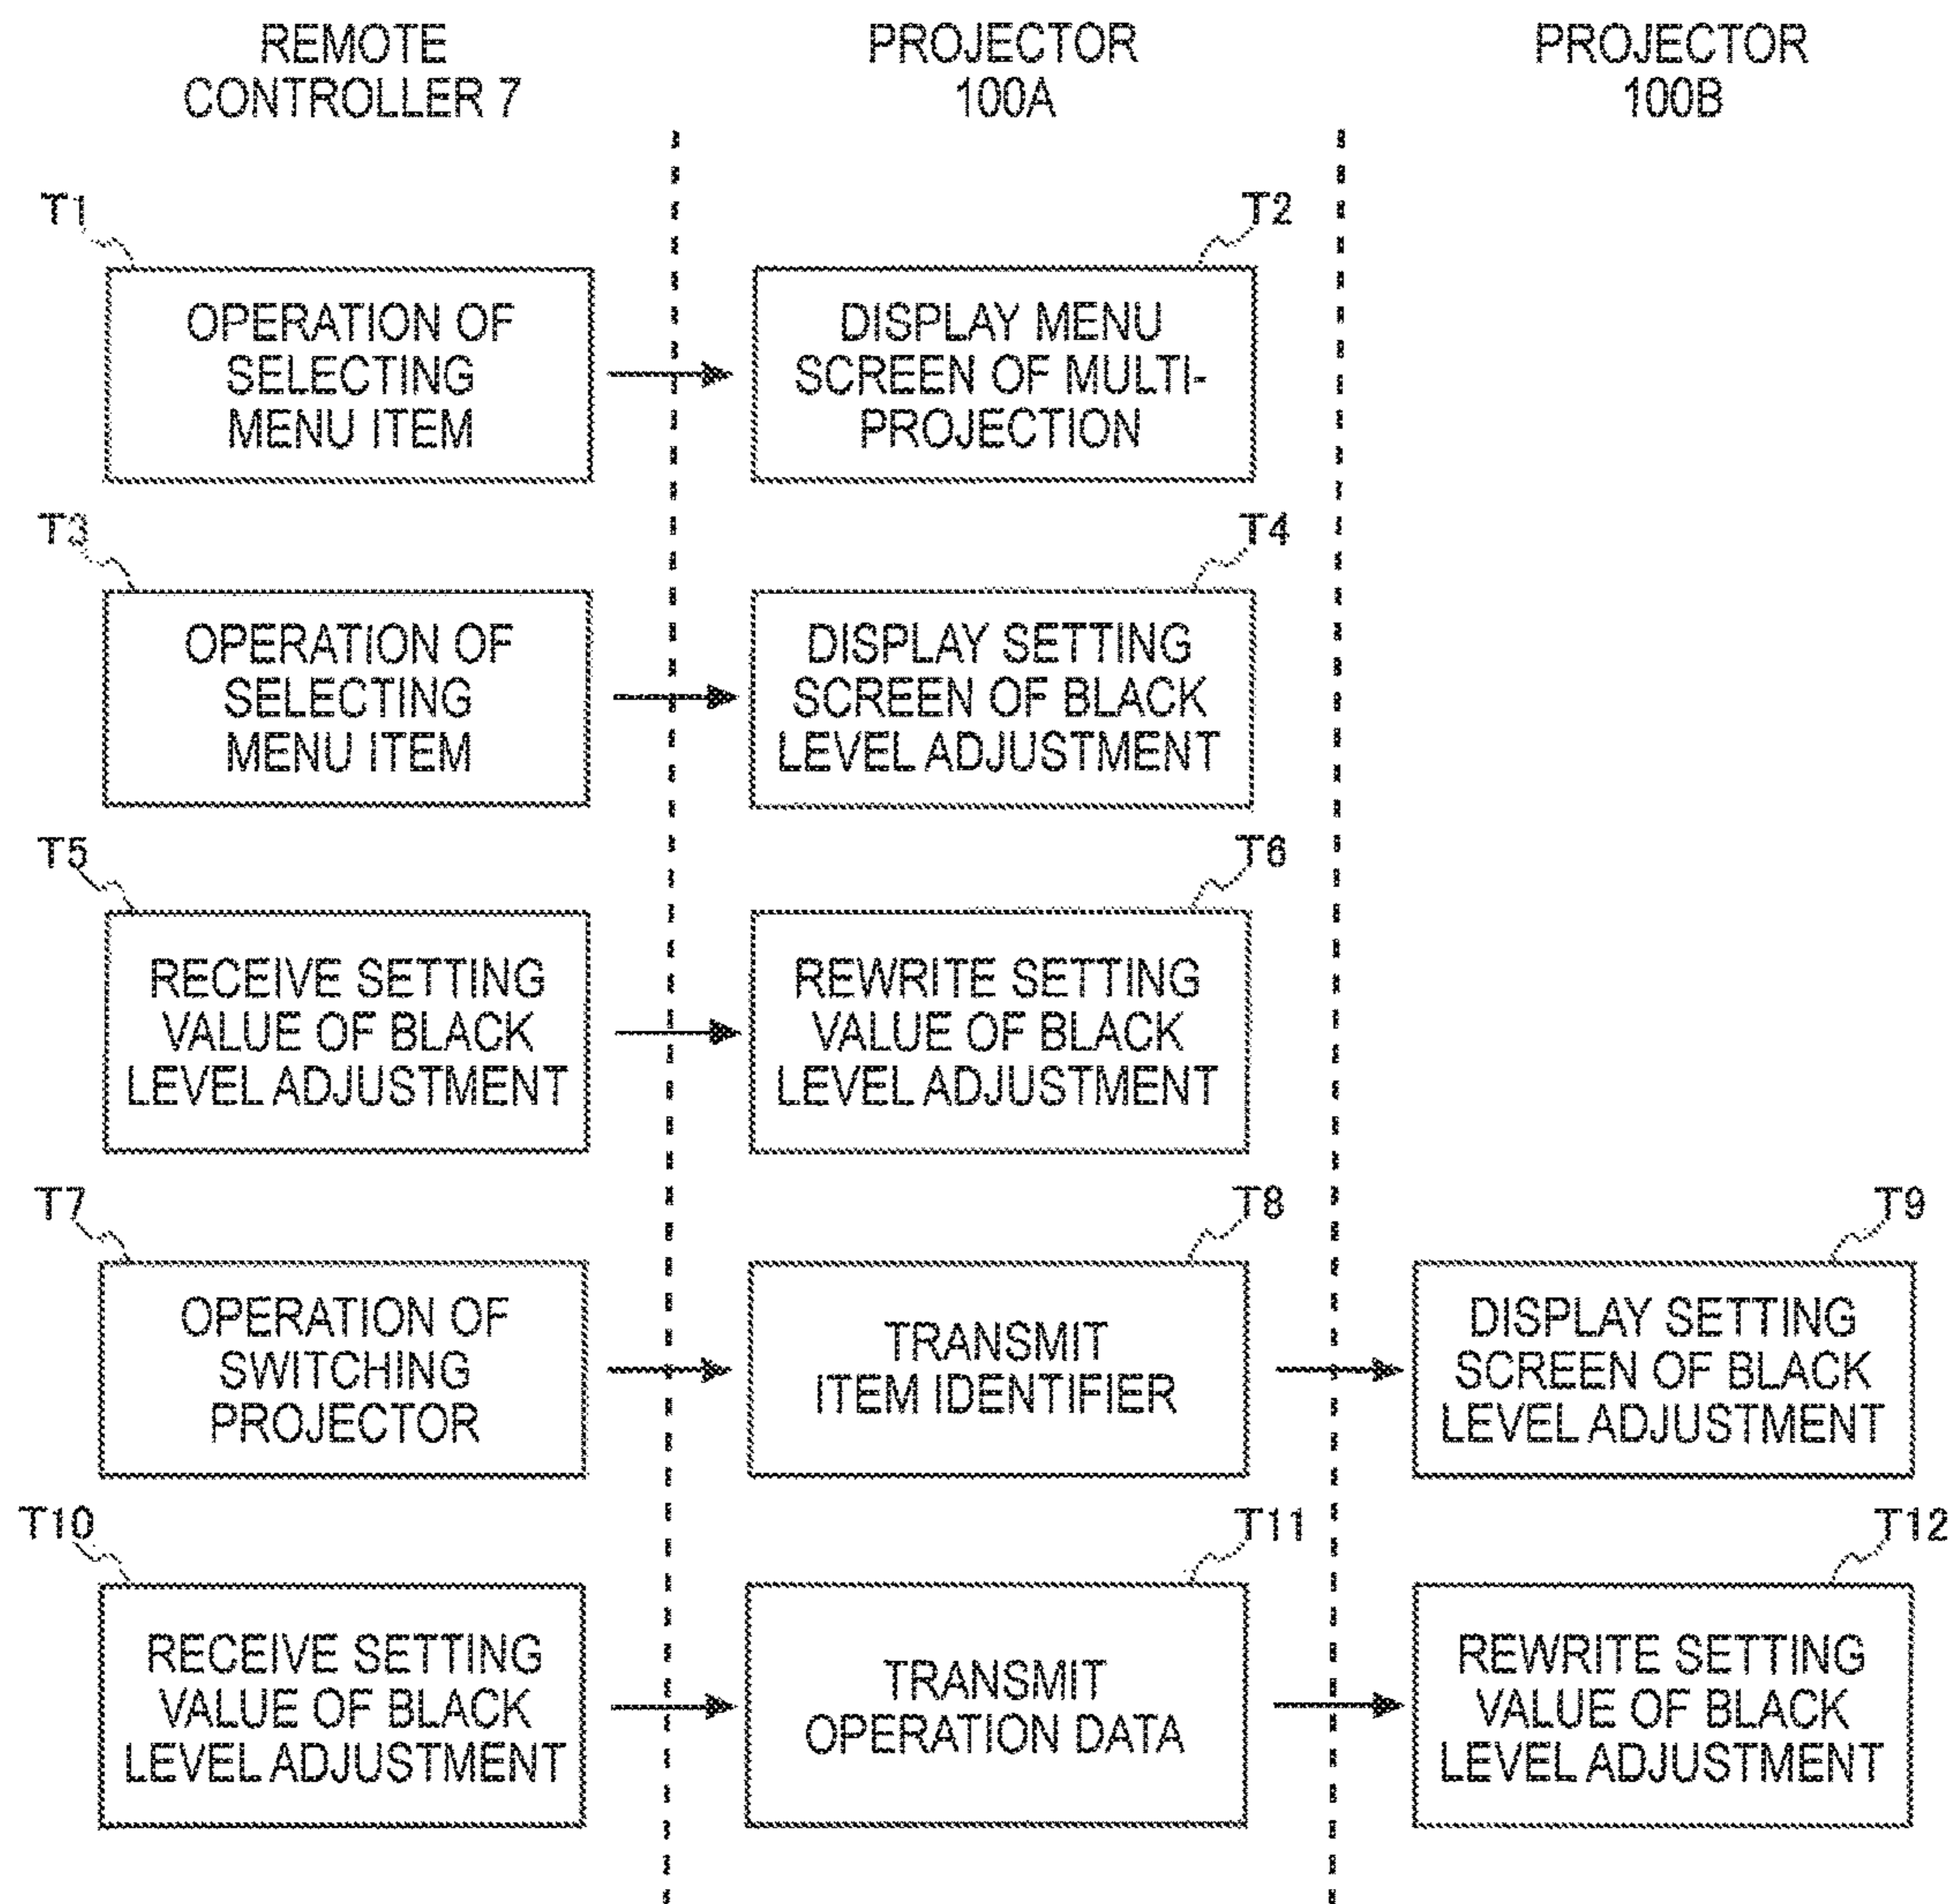 REMOTE
CONTROLLER 7
PROJECTOR
100A
PROJECTOR
100B
T1
OPERATION OF
SELECTING
MENU ITEM
T2
DISPLAY MENU
SCREEN OF MULTI-
PROJECTION
T3
OPERATION OF
SELECTING
MENU ITEM
T4
DISPLAY SETTING
SCREEN OF BLACK
LEVEL ADJUSTMENT
T5
RECEIVE SETTING
VALUE OF BLACK
LEVEL ADJUSTMENT
T6
REWRITE SETTING
VALUE OF BLACK
LEVEL ADJUSTMENT
T7
OPERATION OF
SWITCHING
PROJECTOR
T8
TRANSMIT
ITEM IDENTIFIER
T9
DISPLAY SETTING
SCREEN OF BLACK
LEVEL ADJUSTMENT
T10
RECEIVE SETTING
VALUE OF BLACK
LEVEL ADJUSTMENT
T11
TRANSMIT
OPERATION DATA
T12
REWRITE SETTING
VALUE OF BLACK
LEVEL ADJUSTMENT